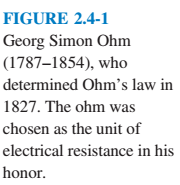 FIGURE 2.4-1
Georg Simon Ohm
(1787–1854), who
determined Ohm's law in
1827. The ohm was
chosen as the unit of
electrical resistance in his
honor.